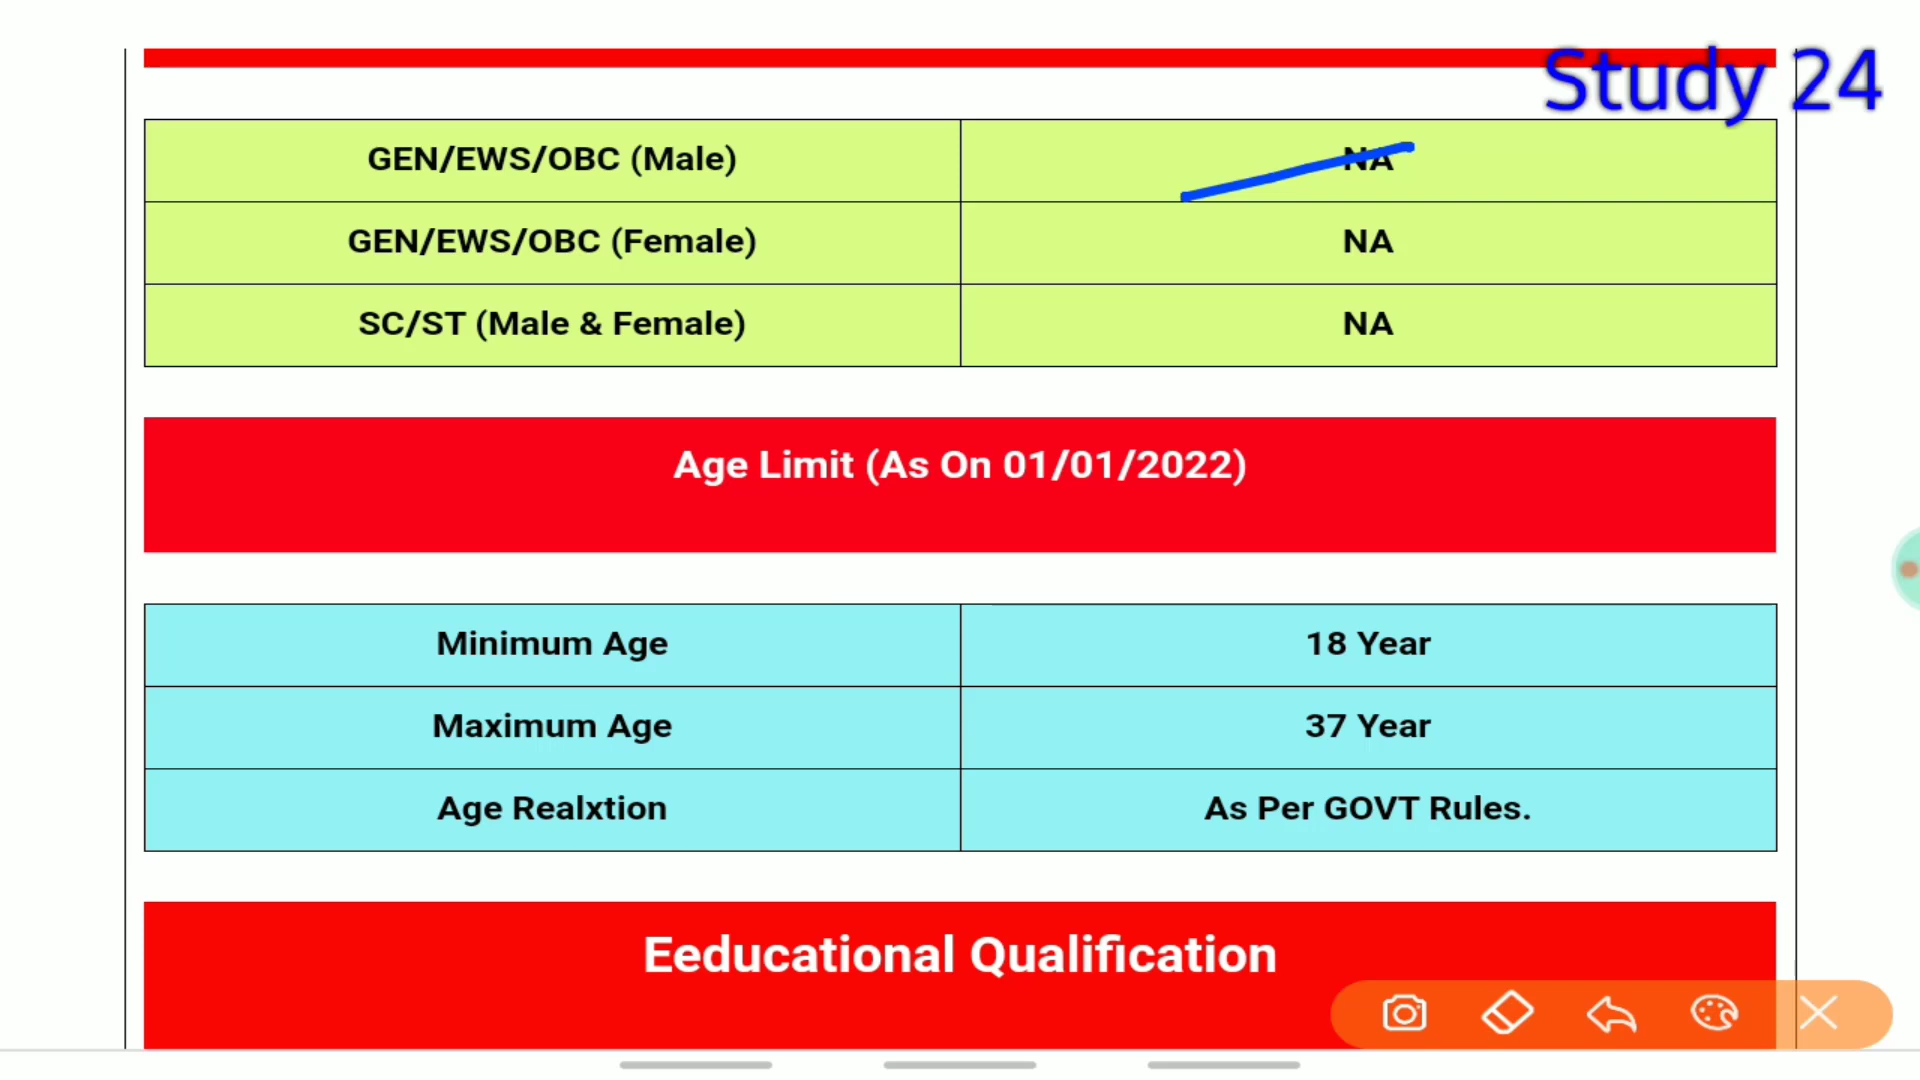 Study 24
GEN/EWS/OBC (Male) NA
GEN/EWS/OBC (Female) NA
SC/ST (Male & Female) NA
Age Limit (As On 01/01/2022)
Minimum Age 18 Year
Maximum Age 37 Year
Age Realxtion As Per GOVT Rules.
Eeducational Qualification